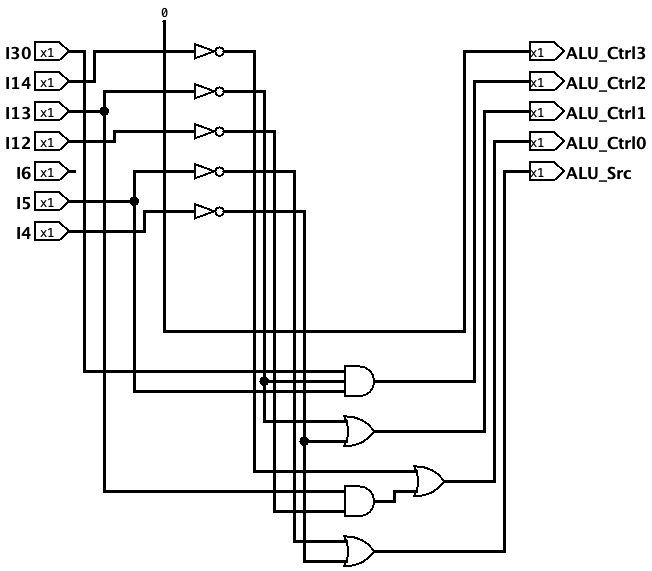 0
I30 x1
I14 x1
I13 x1
I12 x1
I6 x1
I5 x1
I4 x1
x1 ALU_Ctrl3
x1 ALU_Ctrl2
x1 ALU_Ctrl1
x1 ALU_Ctrl0
x1 ALU_Src